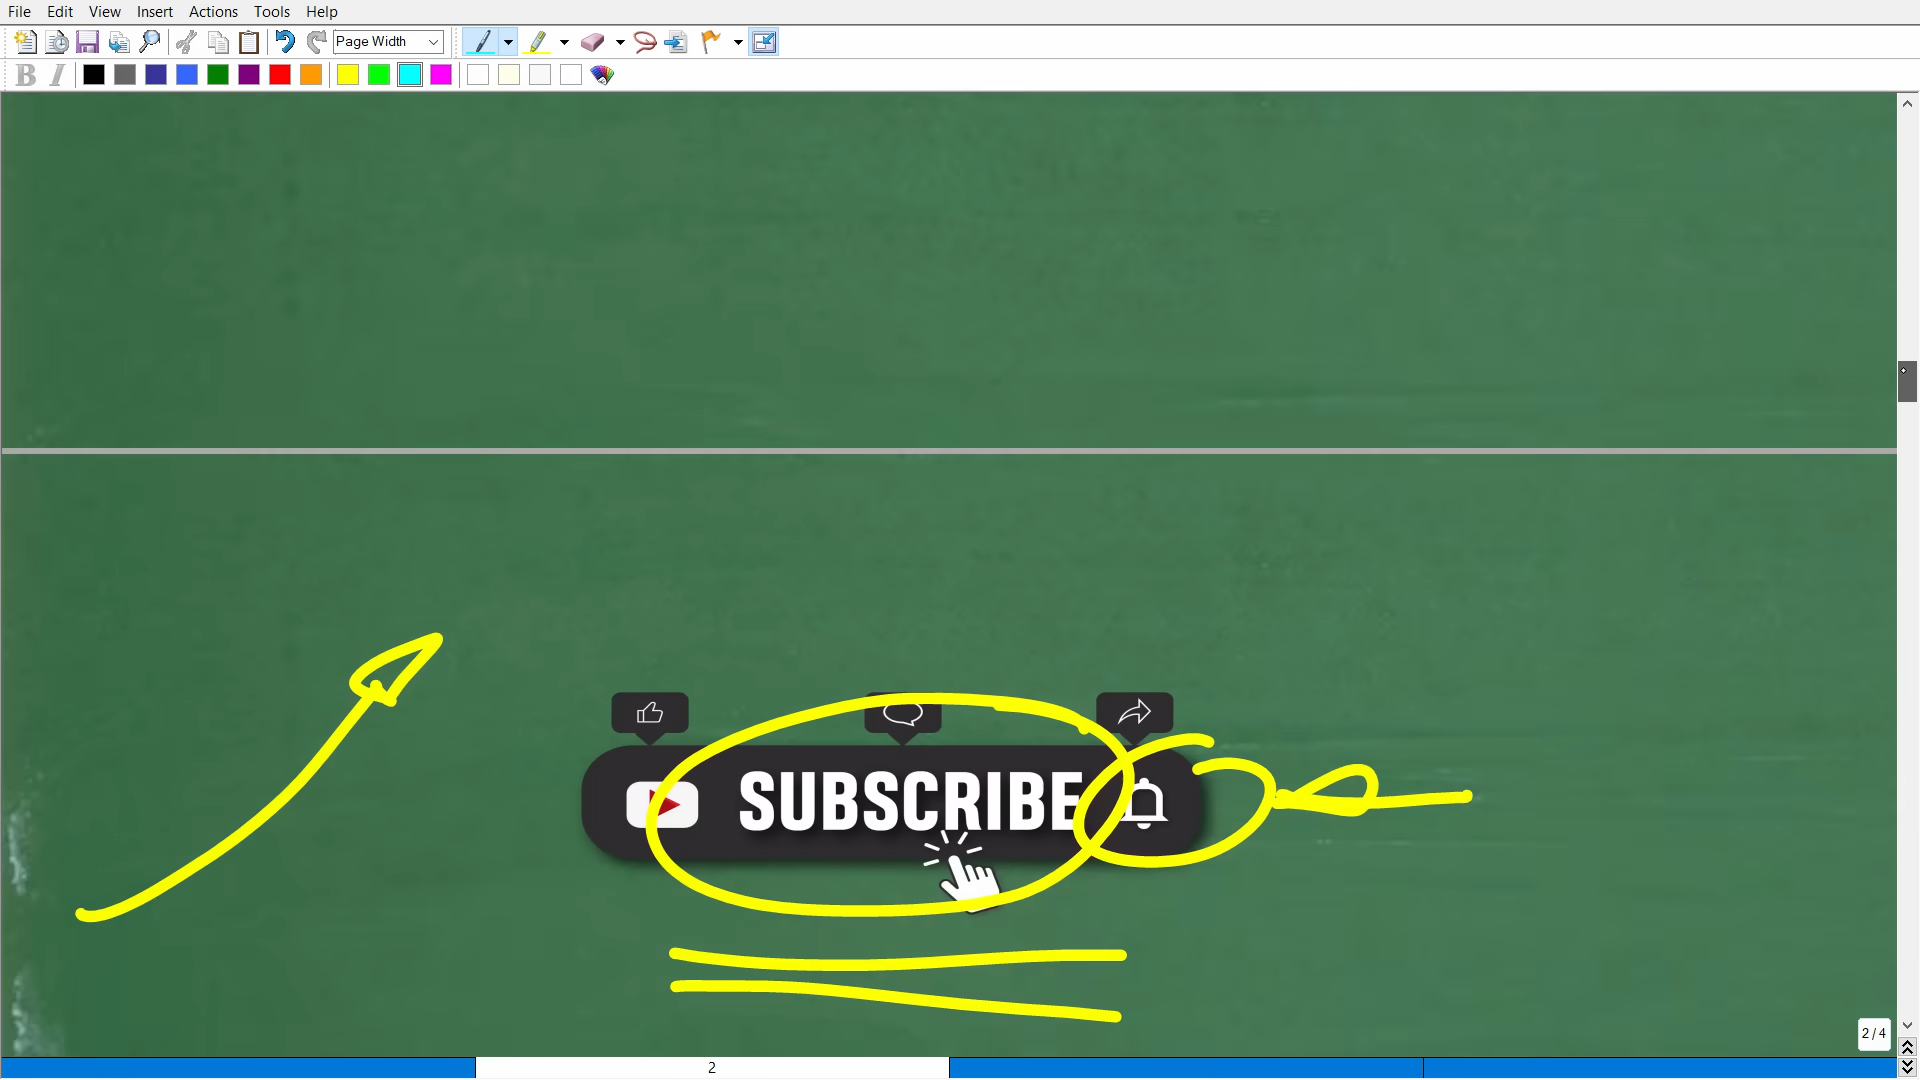 File Edit View Insert Actions Tools Help
Page Width
B I
SUBSCRIBE
2 / 4
2